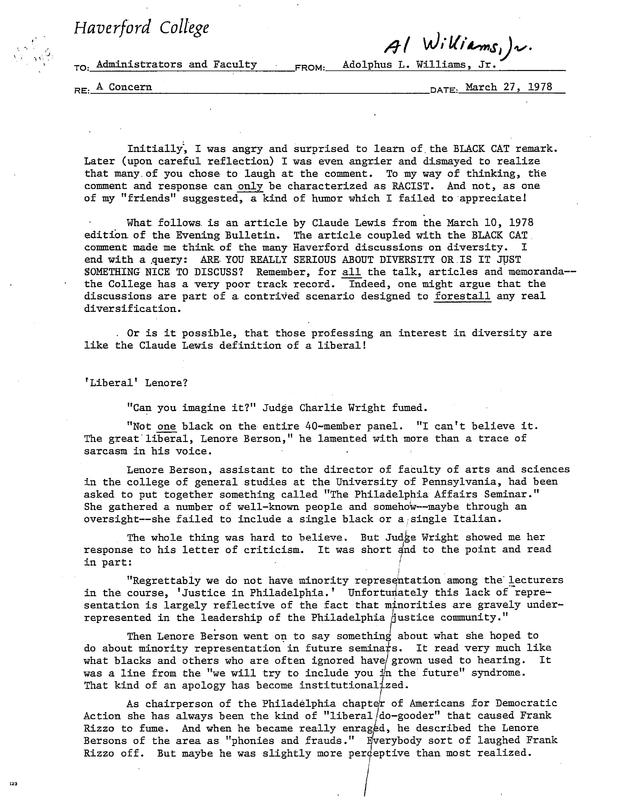 Haverford College
Al Williams, Jr.
TO: Administrators and Faculty FROM: Adolphus L. Williams, Jr.
RE: A Concern DATE: March 27, 1978
Initially, I was angry and surprised to learn of the BLACK CAT remark.
Later (upon careful reflection) I was even angrier and dismayed to realize
that many of you chose to laugh at the comment. To my way of thinking, the
comment and response can only be characterized as RACIST. And not, as one
of my "friends" suggested, a kind of humor which I failed to appreciate!
What follows is an article by Claude Lewis from the March 10, 1978
edition of the Evening Bulletin. The article coupled with the BLACK CAT
comment made me think of the many Haverford discussions on diversity. I
end with a query: ARE YOU REALLY SERIOUS ABOUT DIVERSITY OR IS IT JUST
SOMETHING NICE TO DISCUSS? Remember, for all the talk, articles and memoranda--
the College has a very poor track record. Indeed, one might argue that the
discussions are part of a contrived scenario designed to forestall any real
diversification.
Or is it possible, that those professing an interest in diversity are
like the Claude Lewis definition of a liberal!
'Liberal' Lenore?
"Can you imagine it?" Judge Charlie Wright fumed.
"Not one black on the entire 40-member panel. "I can't believe it.
The great liberal, Lenore Berson," he lamented with more than a trace of
sarcasm in his voice.
Lenore Berson, assistant to the director of faculty of arts and sciences
in the college of general studies at the University of Pennsylvania, had been
asked to put together something called "The Philadelphia Affairs Seminar."
She gathered a number of well-known people and somehow--maybe through an
oversight--she failed to include a single black or a single Italian.
The whole thing was hard to believe. But Judge Wright showed me her
response to his letter of criticism. It was short and to the point and read
in part:
"Regrettably we do not have minority representation among the lecturers
in the course, 'Justice in Philadelphia.' Unfortunately this lack of repre-
sentation is largely reflective of the fact that minorities are gravely under-
represented in the leadership of the Philadelphia justice community."
Then Lenore Berson went on to say something about what she hoped to
do about minority representation in future seminars. It read very much like
what blacks and others who are often ignored have grown used to hearing. It
was a line from the "we will try to include you in the future" syndrome.
That kind of an apology has become institutionalized.
As chairperson of the Philadelphia chapter of Americans for Democratic
Action she has always been the kind of "liberal do-gooder" that caused Frank
Rizzo to fume. And when he became really enraged, he described the Lenore
Bersons of the area as "phonies and frauds." Everybody sort of laughed Frank
Rizzo off. But maybe he was slightly more perceptive than most realized.